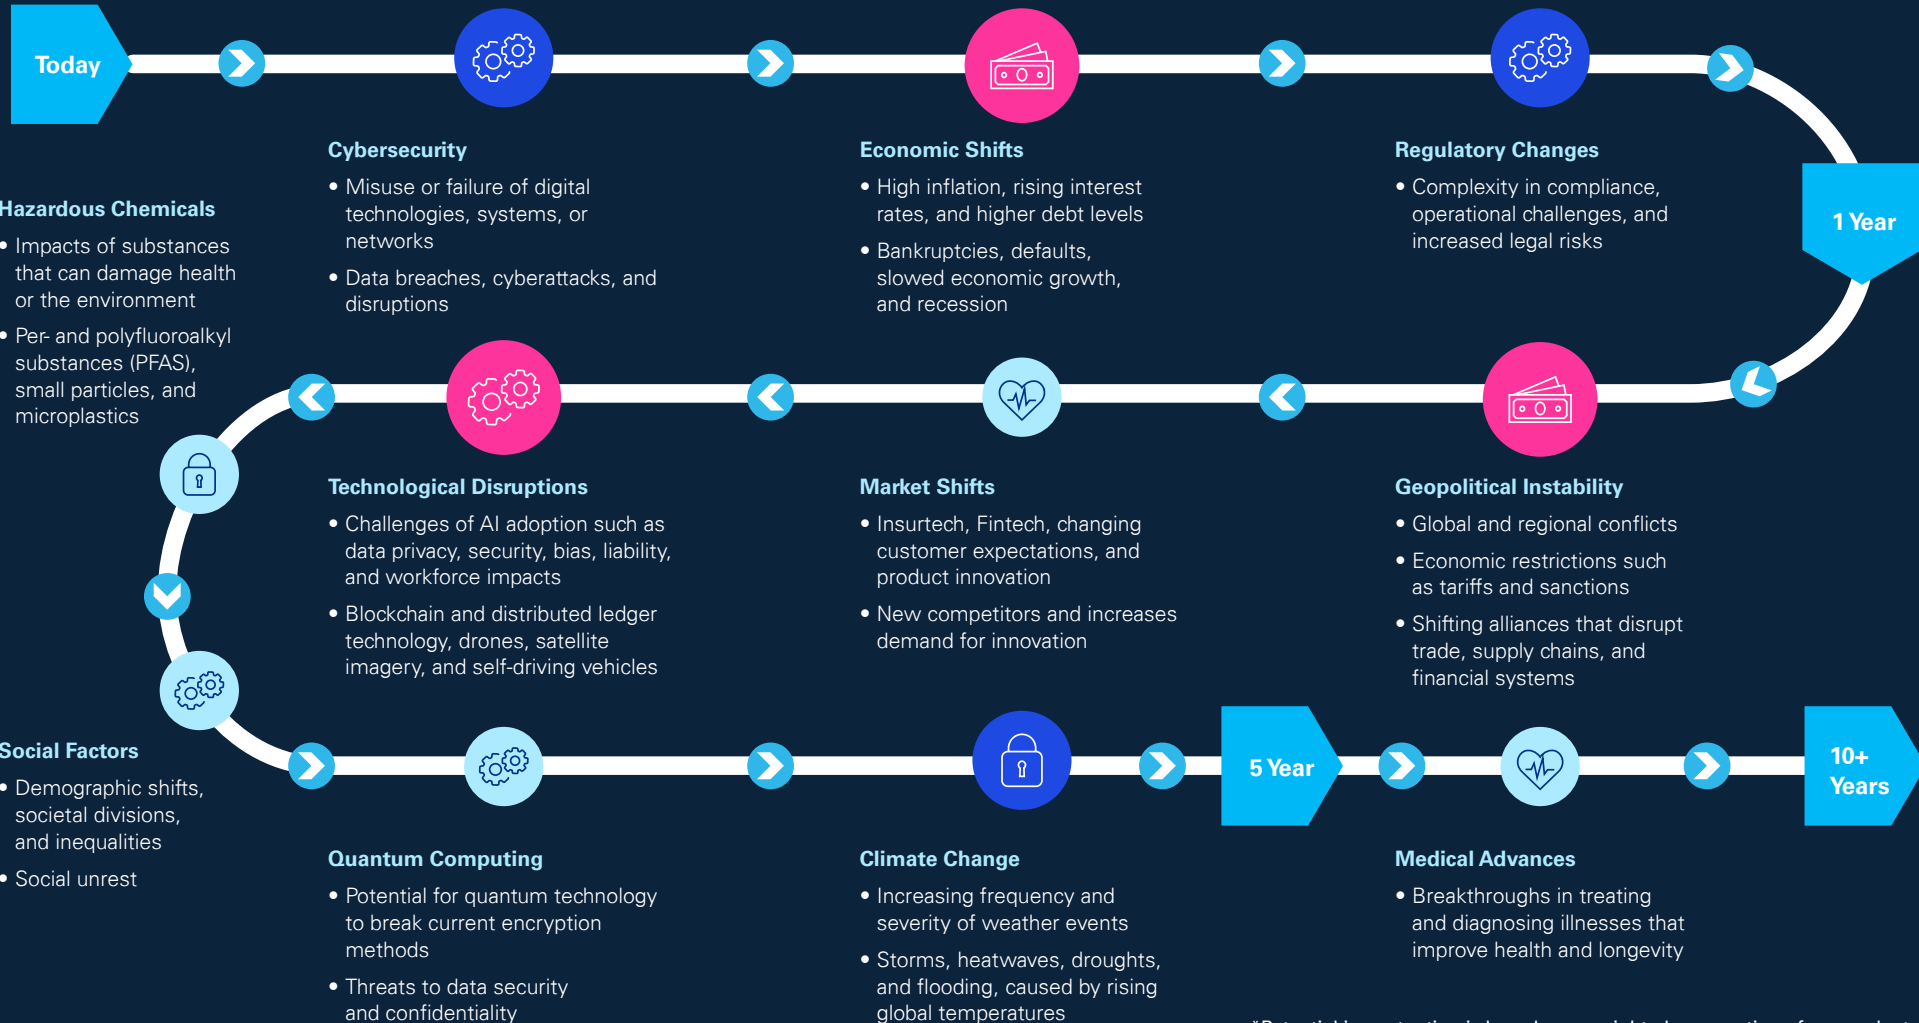 Today
Cybersecurity
• Misuse or failure of digital
technologies, systems, or
networks
• Data breaches, cyberattacks, and
disruptions
Economic Shifts
• High inflation, rising interest
rates, and higher debt levels
• Bankruptcies, defaults,
slowed economic growth,
and recession
Regulatory Changes
• Complexity in compliance,
operational challenges, and
increased legal risks
1 Year
Geopolitical Instability
• Global and regional conflicts
• Economic restrictions such
as tariffs and sanctions
• Shifting alliances that disrupt
trade, supply chains, and
financial systems
Market Shifts
• Insurtech, Fintech, changing
customer expectations, and
product innovation
• New competitors and increases
demand for innovation
Technological Disruptions
• Challenges of AI adoption such as
data privacy, security, bias, liability,
and workforce impacts
• Blockchain and distributed ledger
technology, drones, satellite
imagery, and self-driving vehicles
Hazardous Chemicals
• Impacts of substances
that can damage health
or the environment
• Per- and polyfluoroalkyl
substances (PFAS),
small particles, and
microplastics
Social Factors
• Demographic shifts,
societal divisions,
and inequalities
• Social unrest
Quantum Computing
• Potential for quantum technology
to break current encryption
methods
• Threats to data security
and confidentiality
Climate Change
• Increasing frequency and
severity of weather events
• Storms, heatwaves, droughts,
and flooding, caused by rising
global temperatures
5 Year
Medical Advances
• Breakthroughs in treating
and diagnosing illnesses that
improve health and longevity
10+
Years